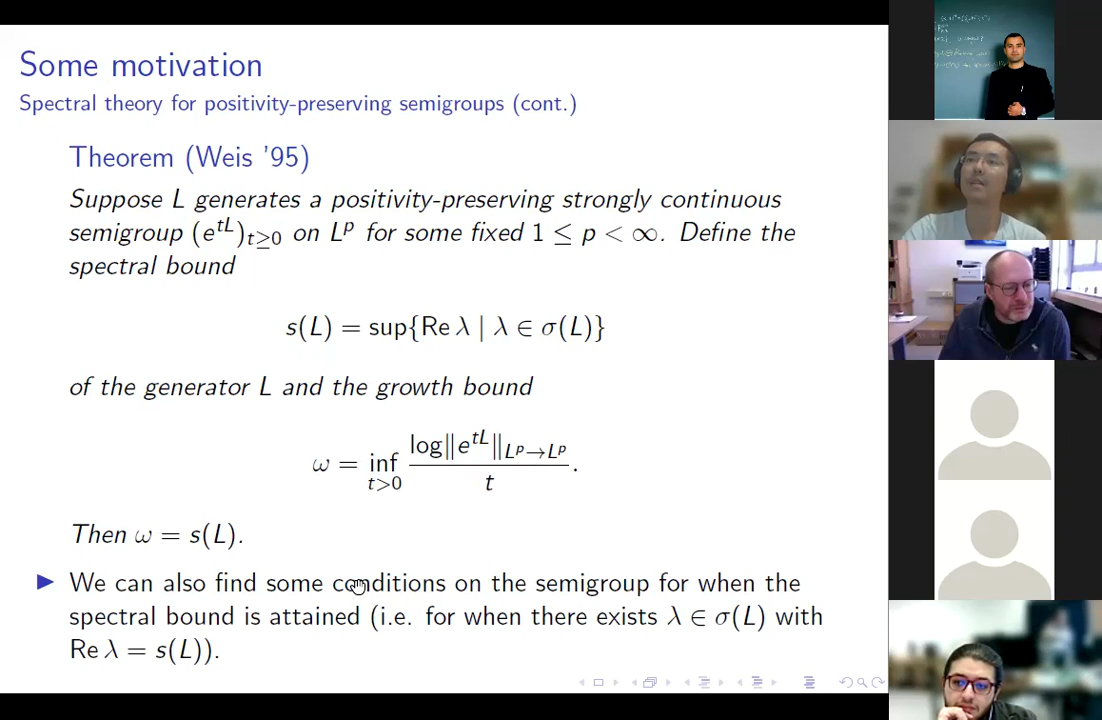 Some motivation
Spectral theory for positivity-preserving semigroups (cont.)
Theorem (Weis '95)
Suppose L generates a positivity-preserving strongly continuous
semigroup (e^{tL})_{t≥0} on L^p for some fixed 1 ≤ p < ∞. Define the
spectral bound
s(L) = sup{Re λ | λ ∈ σ(L)}
of the generator L and the growth bound
ω = inf_{t>0} log‖e^{tL}‖_{L^p→L^p} / t.
Then ω = s(L).
▶ We can also find some conditions on the semigroup for when the
spectral bound is attained (i.e. for when there exists λ ∈ σ(L) with
Re λ = s(L)).